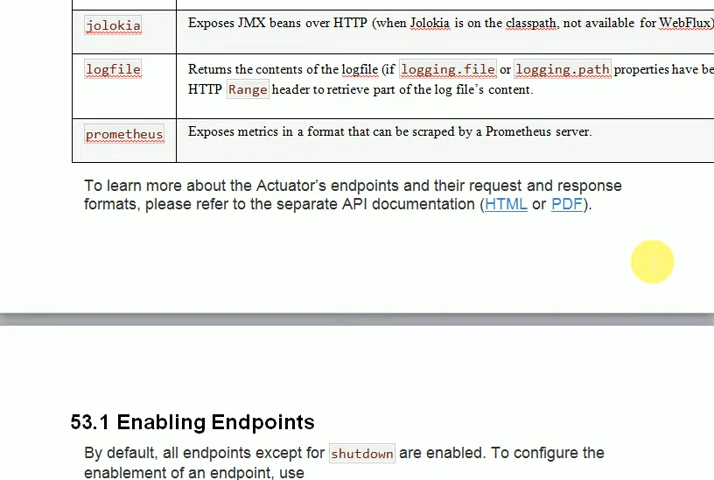 jolokia Exposes JMX beans over HTTP (when Jolokia is on the classpath, not available for WebFlux)
logfile Returns the contents of the logfile (if logging.file or logging.path properties have be
HTTP Range header to retrieve part of the log file's content.
prometheus Exposes metrics in a format that can be scraped by a Prometheus server.
To learn more about the Actuator's endpoints and their request and response
formats, please refer to the separate API documentation (HTML or PDF).
53.1 Enabling Endpoints
By default, all endpoints except for shutdown are enabled. To configure the
enablement of an endpoint, use